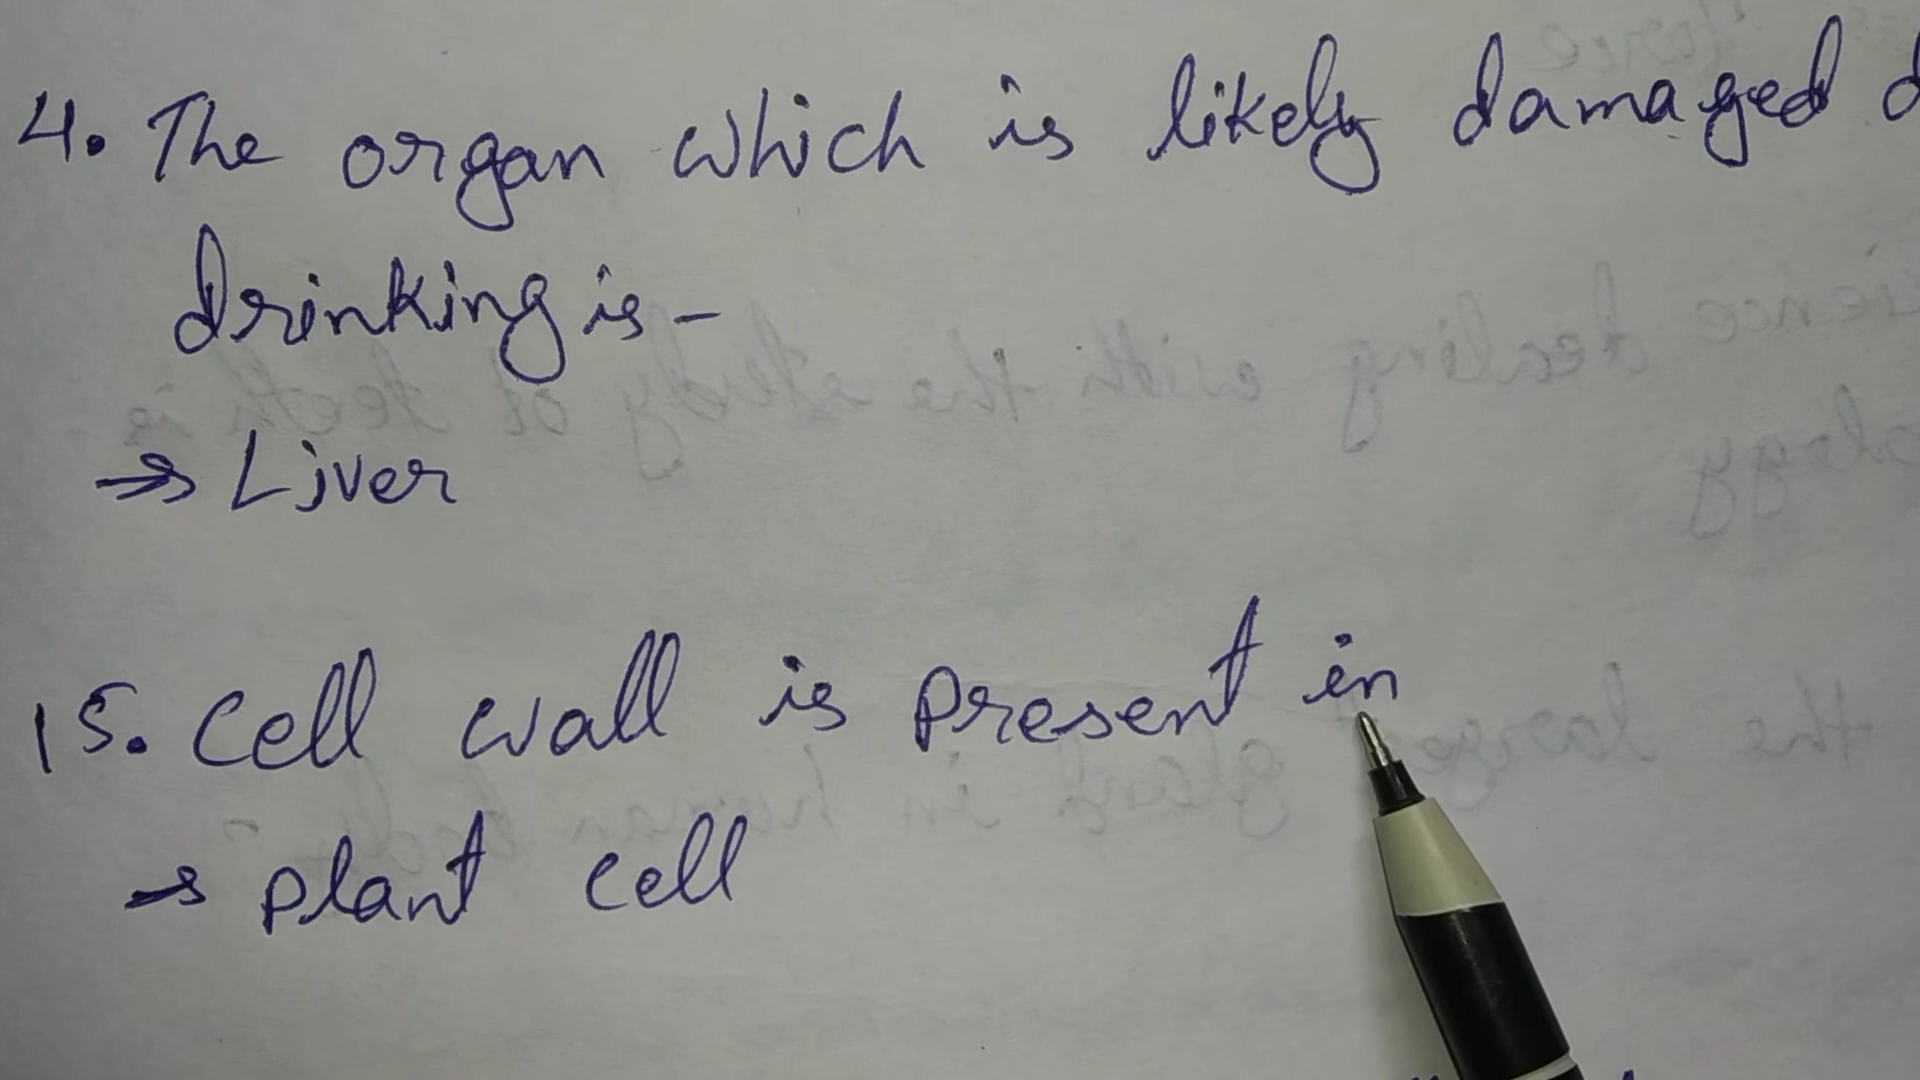 4. The organ which is likely damaged
drinking is -
→ Liver
15. Cell wall is present in
→ plant cell